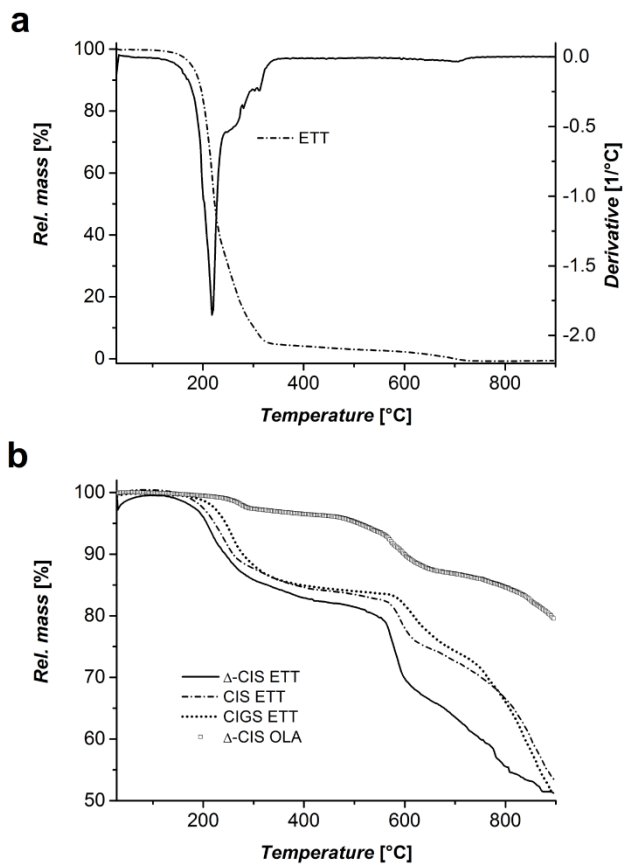 a
100
80
60
40
20
0
Rel. mass [%]
0.0
-0.5
-1.0
-1.5
-2.0
Derivative [1/°C]
ETT
200 400 600 800
Temperature [°C]
b
100
90
80
70
60
50
Rel. mass [%]
Δ-CIS ETT
CIS ETT
CIGS ETT
Δ-CIS OLA
200 400 600 800
Temperature [°C]